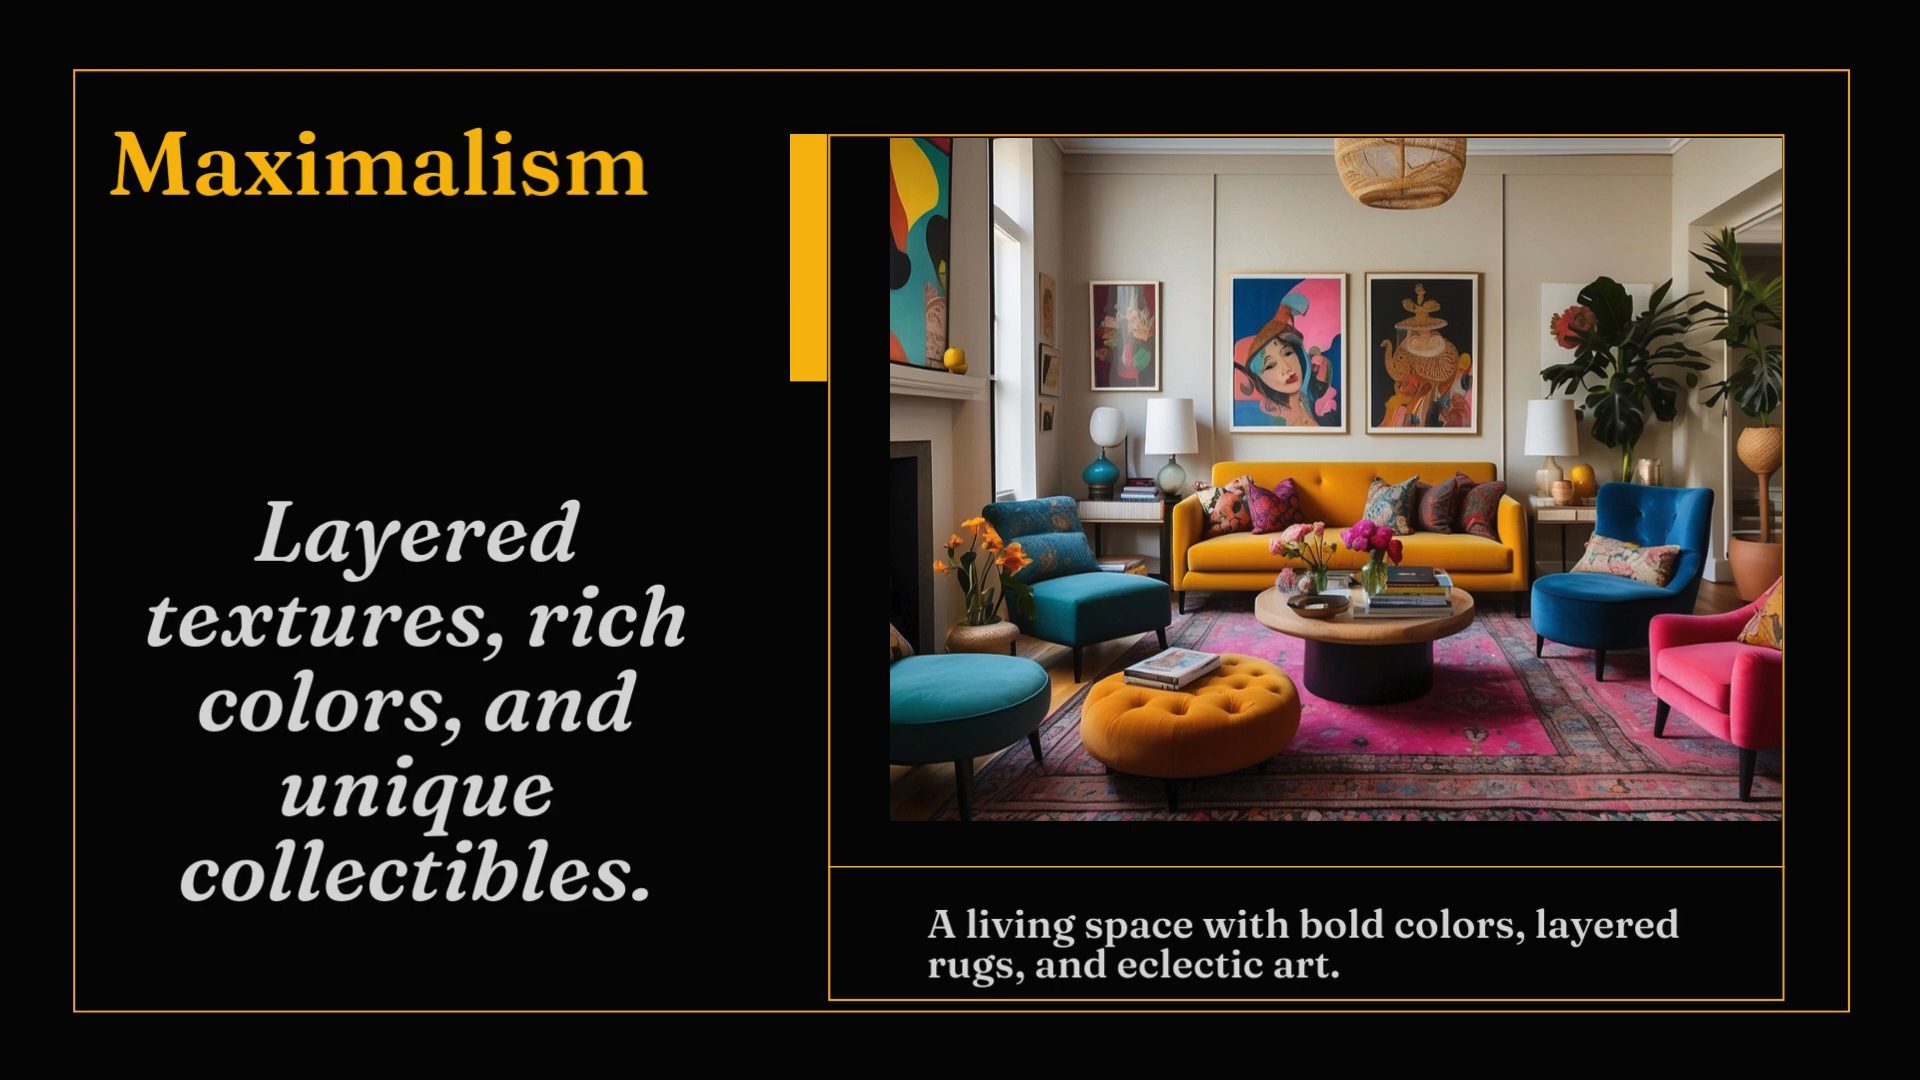 Maximalism
Layered
textures, rich
colors, and
unique
collectibles.
A living space with bold colors, layered
rugs, and eclectic art.